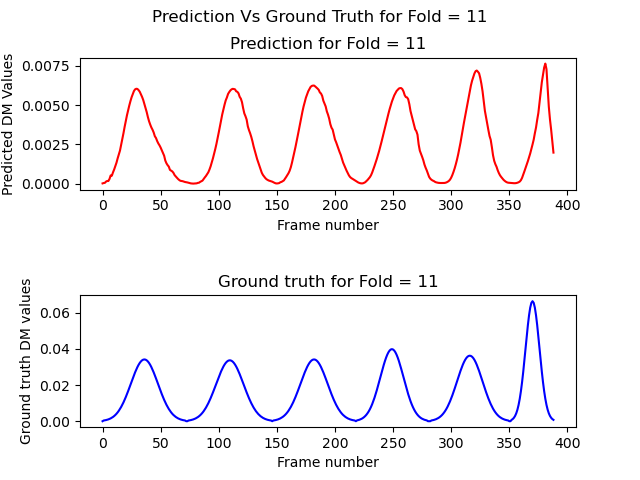 Prediction Vs Ground Truth for Fold = 11
Prediction for Fold = 11
Predicted DM Values
0.0075
0.0050
0.0025
0.0000
0 50 100 150 200 250 300 350 400
Frame number
Ground truth for Fold = 11
Ground truth DM values
0.06
0.04
0.02
0.00
0 50 100 150 200 250 300 350 400
Frame number